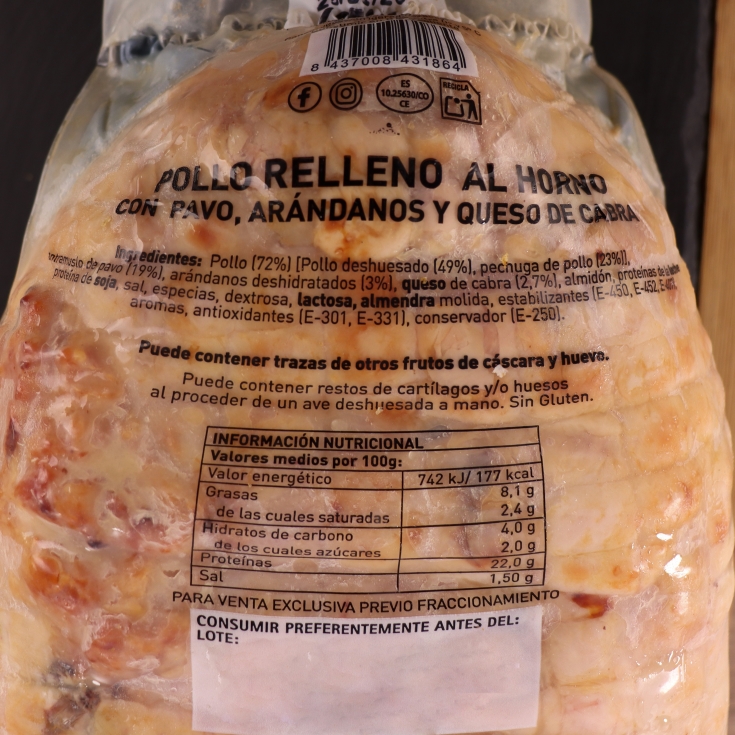 8 437008 431864
ES
10.25630/CO
CE
RECICLA
POLLO RELLENO AL HORNO
CON PAVO, ARÁNDANOS Y QUESO DE CABRA
Ingredientes: Pollo (72%) [Pollo deshuesado (49%), pechuga de pollo (23%)],
de pavo (19%), arándanos deshidratados (3%), queso de cabra (2,7%), almidón, proteínas de
proteína de soja, sal, especias, dextrosa, lactosa, almendra molida, estabilizantes (E-450, E-452,
aromas, antioxidantes (E-301, E-331), conservador (E-250).
Puede contener trazas de otros frutos de cáscara y huevo.
Puede contener restos de cartílagos y/o huesos
al proceder de un ave deshuesada a mano. Sin Gluten.
INFORMACIÓN NUTRICIONAL
Valores medios por 100g:
Valor energético 742 kJ/ 177 kcal
Grasas 8,1 g
de las cuales saturadas 2,4 g
Hidratos de carbono 4,0 g
de los cuales azúcares 2,0 g
Proteínas 22,0 g
Sal 1,50 g
PARA VENTA EXCLUSIVA PREVIO FRACCIONAMIENTO
CONSUMIR PREFERENTEMENTE ANTES DEL:
LOTE: